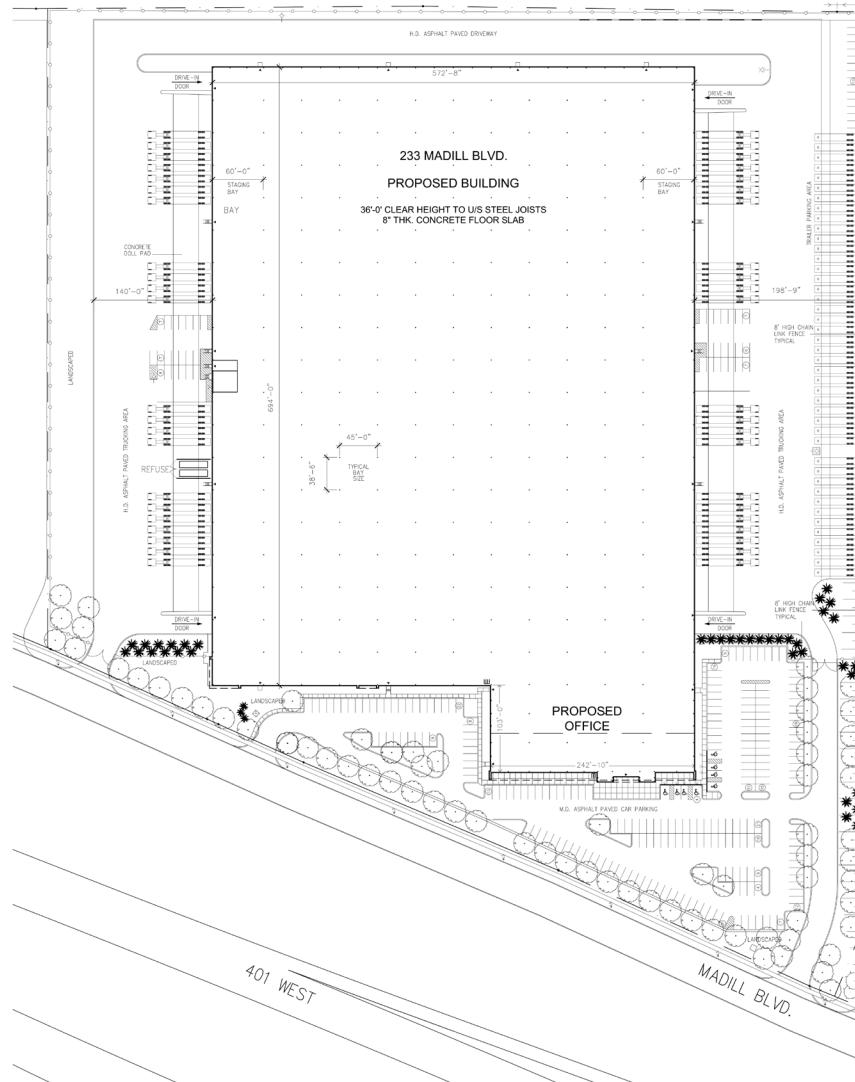 H.D. ASPHALT PAVED DRIVEWAY
572'-8"
DRIVE-IN
DOOR
DRIVE-IN
DOOR
233 MADILL BLVD.
PROPOSED BUILDING
36'-0' CLEAR HEIGHT TO U/S STEEL JOISTS
8" THK. CONCRETE FLOOR SLAB
60'-0"
STAGING
BAY
BAY
60'-0"
STAGING
BAY
TRAILER PARKING AREA
CONCRETE
DOLL PAD
140'-0"
198'-9"
8' HIGH CHAIN
LINK FENCE
TYPICAL
LANDSCAPED
694'-0"
H.D. ASPHALT PAVED TRUCKING AREA
H.D. ASPHALT PAVED TRUCKING AREA
45'-0"
38'-6"
TYPICAL
BAY
SIZE
REFUSE
8' HIGH CHAIN
LINK FENCE
TYPICAL
DRIVE-IN
DOOR
DRIVE-IN
DOOR
LANDSCAPED
LANDSCAPED
PROPOSED
OFFICE
103'-0"
242'-10"
M.D. ASPHALT PAVED CAR PARKING
LANDSCAPED
401 WEST
MADILL BLVD.